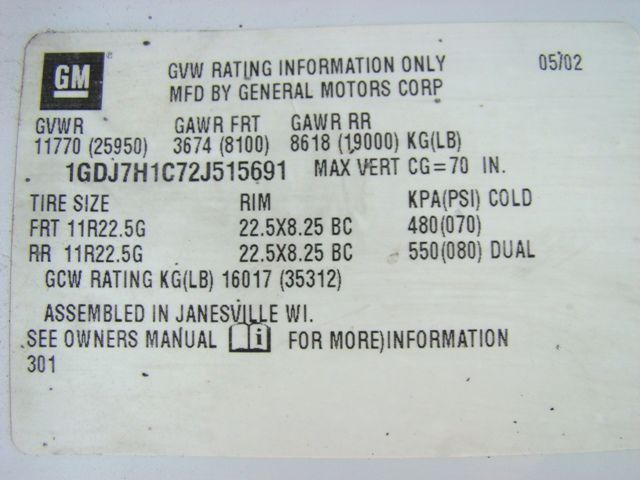 GM ® GVW RATING INFORMATION ONLY 05/02
MFD BY GENERAL MOTORS CORP
GVWR GAWR FRT GAWR RR
11770 (25950) 3674 (8100) 8618 (19000) KG(LB)
1GDJ7H1C72J515691 MAX VERT CG=70 IN.
TIRE SIZE RIM KPA(PSI) COLD
FRT 11R22.5G 22.5X8.25 BC 480(070)
RR 11R22.5G 22.5X8.25 BC 550(080) DUAL
GCW RATING KG(LB) 16017 (35312)
ASSEMBLED IN JANESVILLE WI.
SEE OWNERS MANUAL i FOR MORE)INFORMATION
301